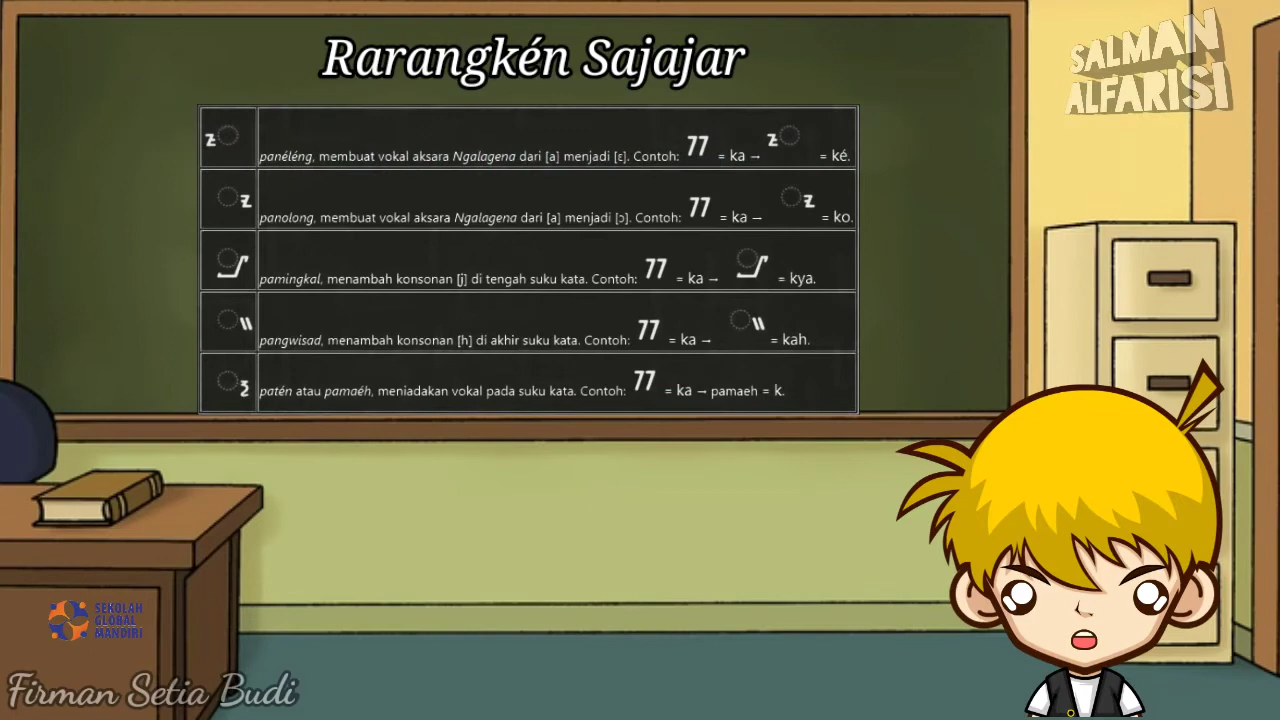 Rarangkén Sajajar
SALMAN
ALFARISI
panéléng, membuat vokal aksara Ngalagena dari [a] menjadi [ɛ]. Contoh: ᮊ = ka → ᮦ = ké.
panolong, membuat vokal aksara Ngalagena dari [a] menjadi [ɔ]. Contoh: ᮊ = ka → ᮧ = ko.
pamingkal, menambah konsonan [j] di tengah suku kata. Contoh: ᮊ = ka → ᮡ = kya.
pangwisad, menambah konsonan [h] di akhir suku kata. Contoh: ᮊ = ka → ᮂ = kah.
patén atau pamaéh, meniadakan vokal pada suku kata. Contoh: ᮊ = ka → pamaeh = k.
SEKOLAH
GLOBAL
MANDIRI
Firman Setia Budi